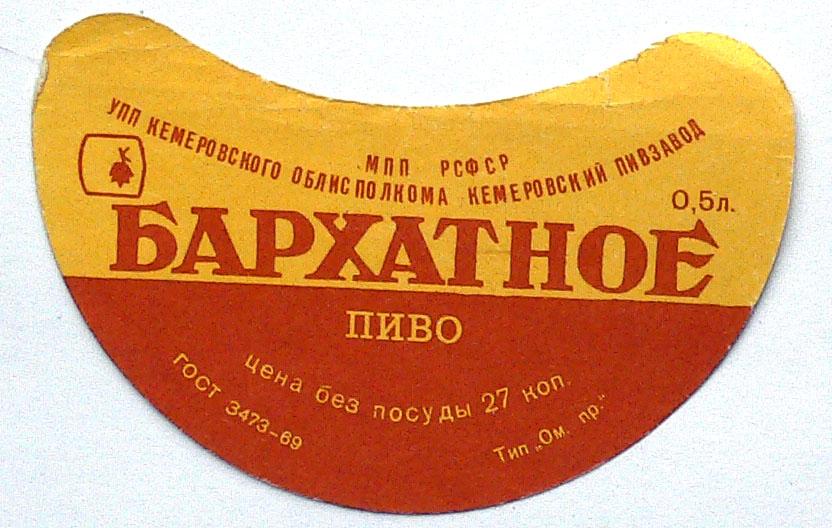 МПП РСФСР
УПП КЕМЕРОВСКОГО ОБЛИСПОЛКОМА КЕМЕРОВСКИЙ ПИВЗАВОД
0,5л.
БАРХАТНОЕ
ПИВО
цена без посуды 27 коп.
ГОСТ 3473-69
Тип „Ом. пр.“